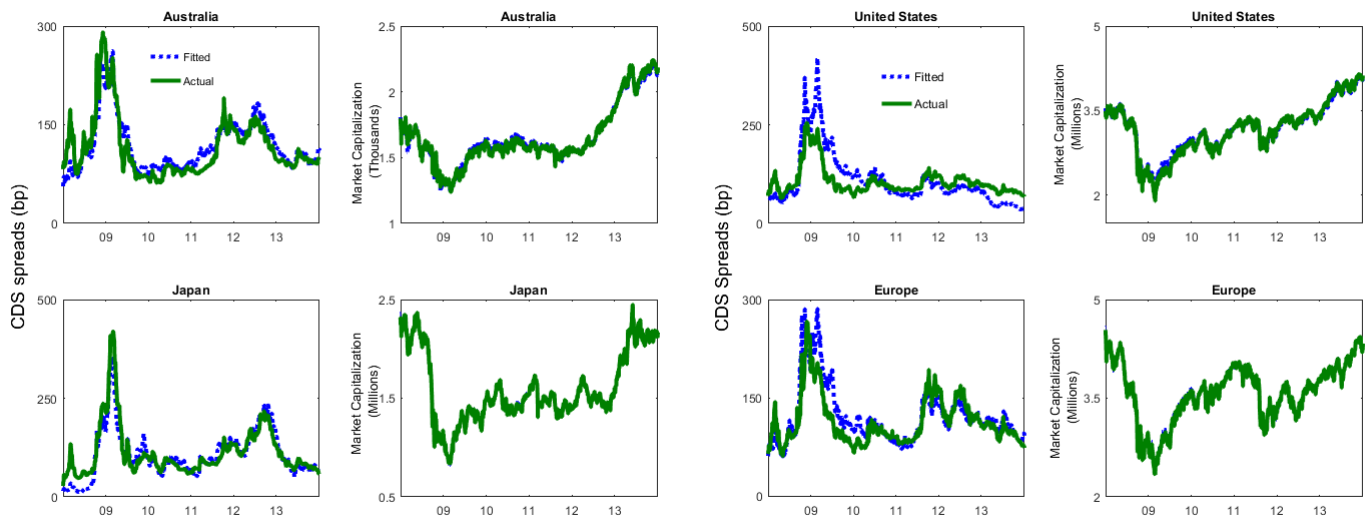 Australia
300
150
0
09 10 11 12 13
Fitted
Actual
CDS spreads (bp)
Australia
2.5
2
1.5
1
09 10 11 12 13
Market Capitalization
(Thousands)
United States
500
250
0
09 10 11 12 13
Fitted
Actual
CDS Spreads (bp)
United States
5
3.5
2
09 10 11 12 13
Market Capitalization
(Millions)
Japan
500
250
0
09 10 11 12 13
Japan
2.5
1.5
0.5
09 10 11 12 13
Market Capitalization
(Millions)
Europe
300
150
0
09 10 11 12 13
Europe
5
3.5
2
09 10 11 12 13
Market Capitalization
(Millions)